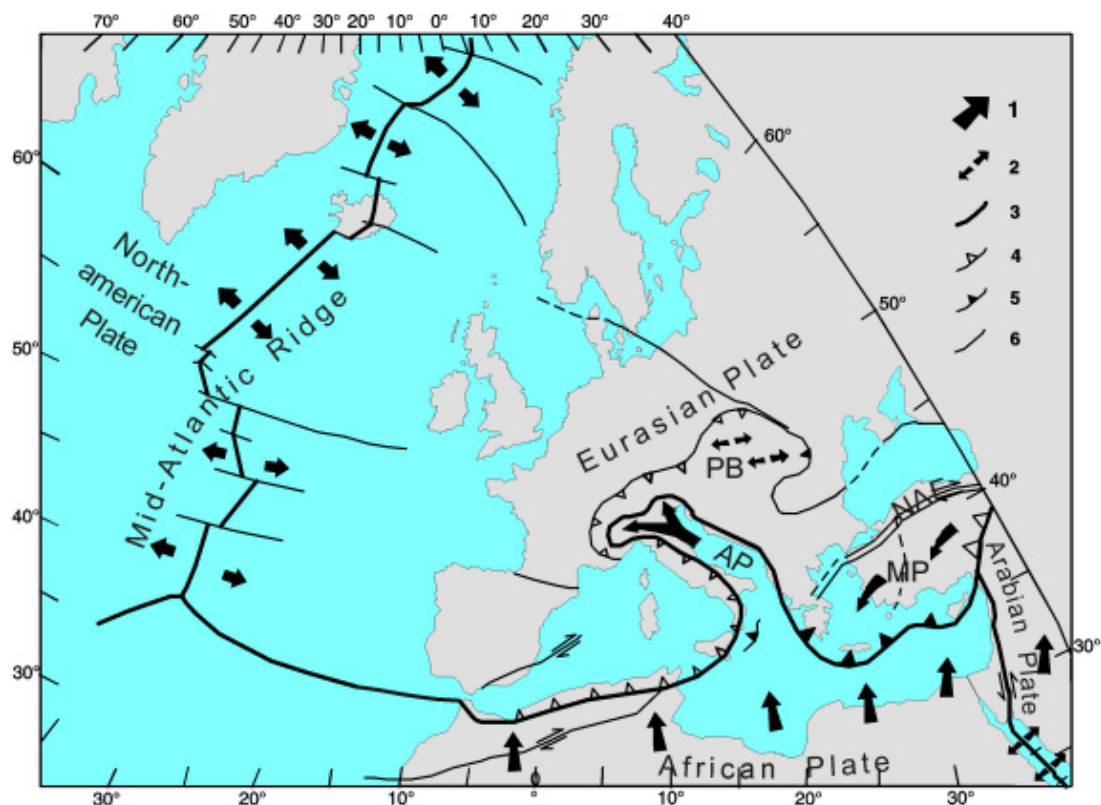 70° 60° 50° 40° 30° 20° 10° 0° 10° 20° 30° 40°
1
60°
2
60°
3
4
North-
american
Plate
5
50°
6
50°
Mid-Atlantic Ridge
Eurasian Plate
PB
40°
NAF
40°
AP
MP
Arabian Plate
30°
30°
African Plate
30° 20° 10° 0° 10° 20° 30°